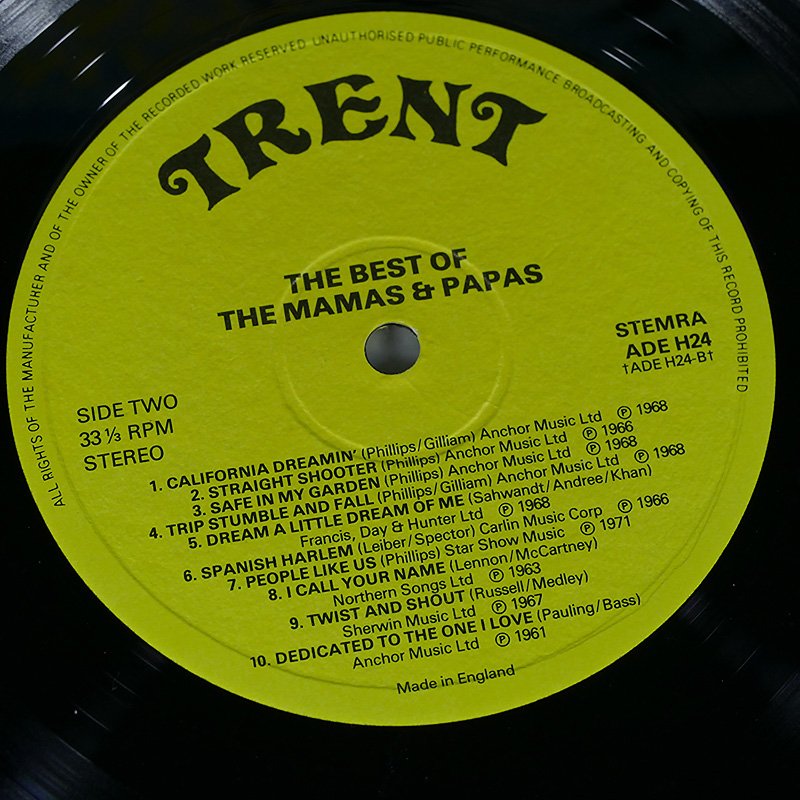 ALL RIGHTS OF THE MANUFACTURER AND OF THE OWNER OF THE RECORDED WORK RESERVED. UNAUTHORISED PUBLIC PERFORMANCE BROADCASTING AND COPYING OF THIS RECORD PROHIBITED
TRENT
THE BEST OF
THE MAMAS & PAPAS
STEMRA
ADE H24
†ADE H24-B†
SIDE TWO
33 ⅓ RPM
STEREO
1. CALIFORNIA DREAMIN' (Phillips/Gilliam) Anchor Music Ltd ℗ 1968
2. STRAIGHT SHOOTER (Phillips) Anchor Music Ltd ℗ 1966
3. SAFE IN MY GARDEN (Phillips) Anchor Music Ltd ℗ 1968
4. TRIP STUMBLE AND FALL (Phillips/Gilliam) Anchor Music Ltd ℗ 1968
5. DREAM A LITTLE DREAM OF ME (Sahwandt/Andree/Khan)
Francis, Day & Hunter Ltd ℗ 1968
6. SPANISH HARLEM (Leiber/Spector) Carlin Music Corp ℗ 1966
7. PEOPLE LIKE US (Phillips) Star Show Music ℗ 1971
8. I CALL YOUR NAME (Lennon/McCartney)
Northern Songs Ltd ℗ 1963
9. TWIST AND SHOUT (Russell/Medley)
Sherwin Music Ltd ℗ 1967
10. DEDICATED TO THE ONE I LOVE (Pauling/Bass)
Anchor Music Ltd ℗ 1961
Made in England